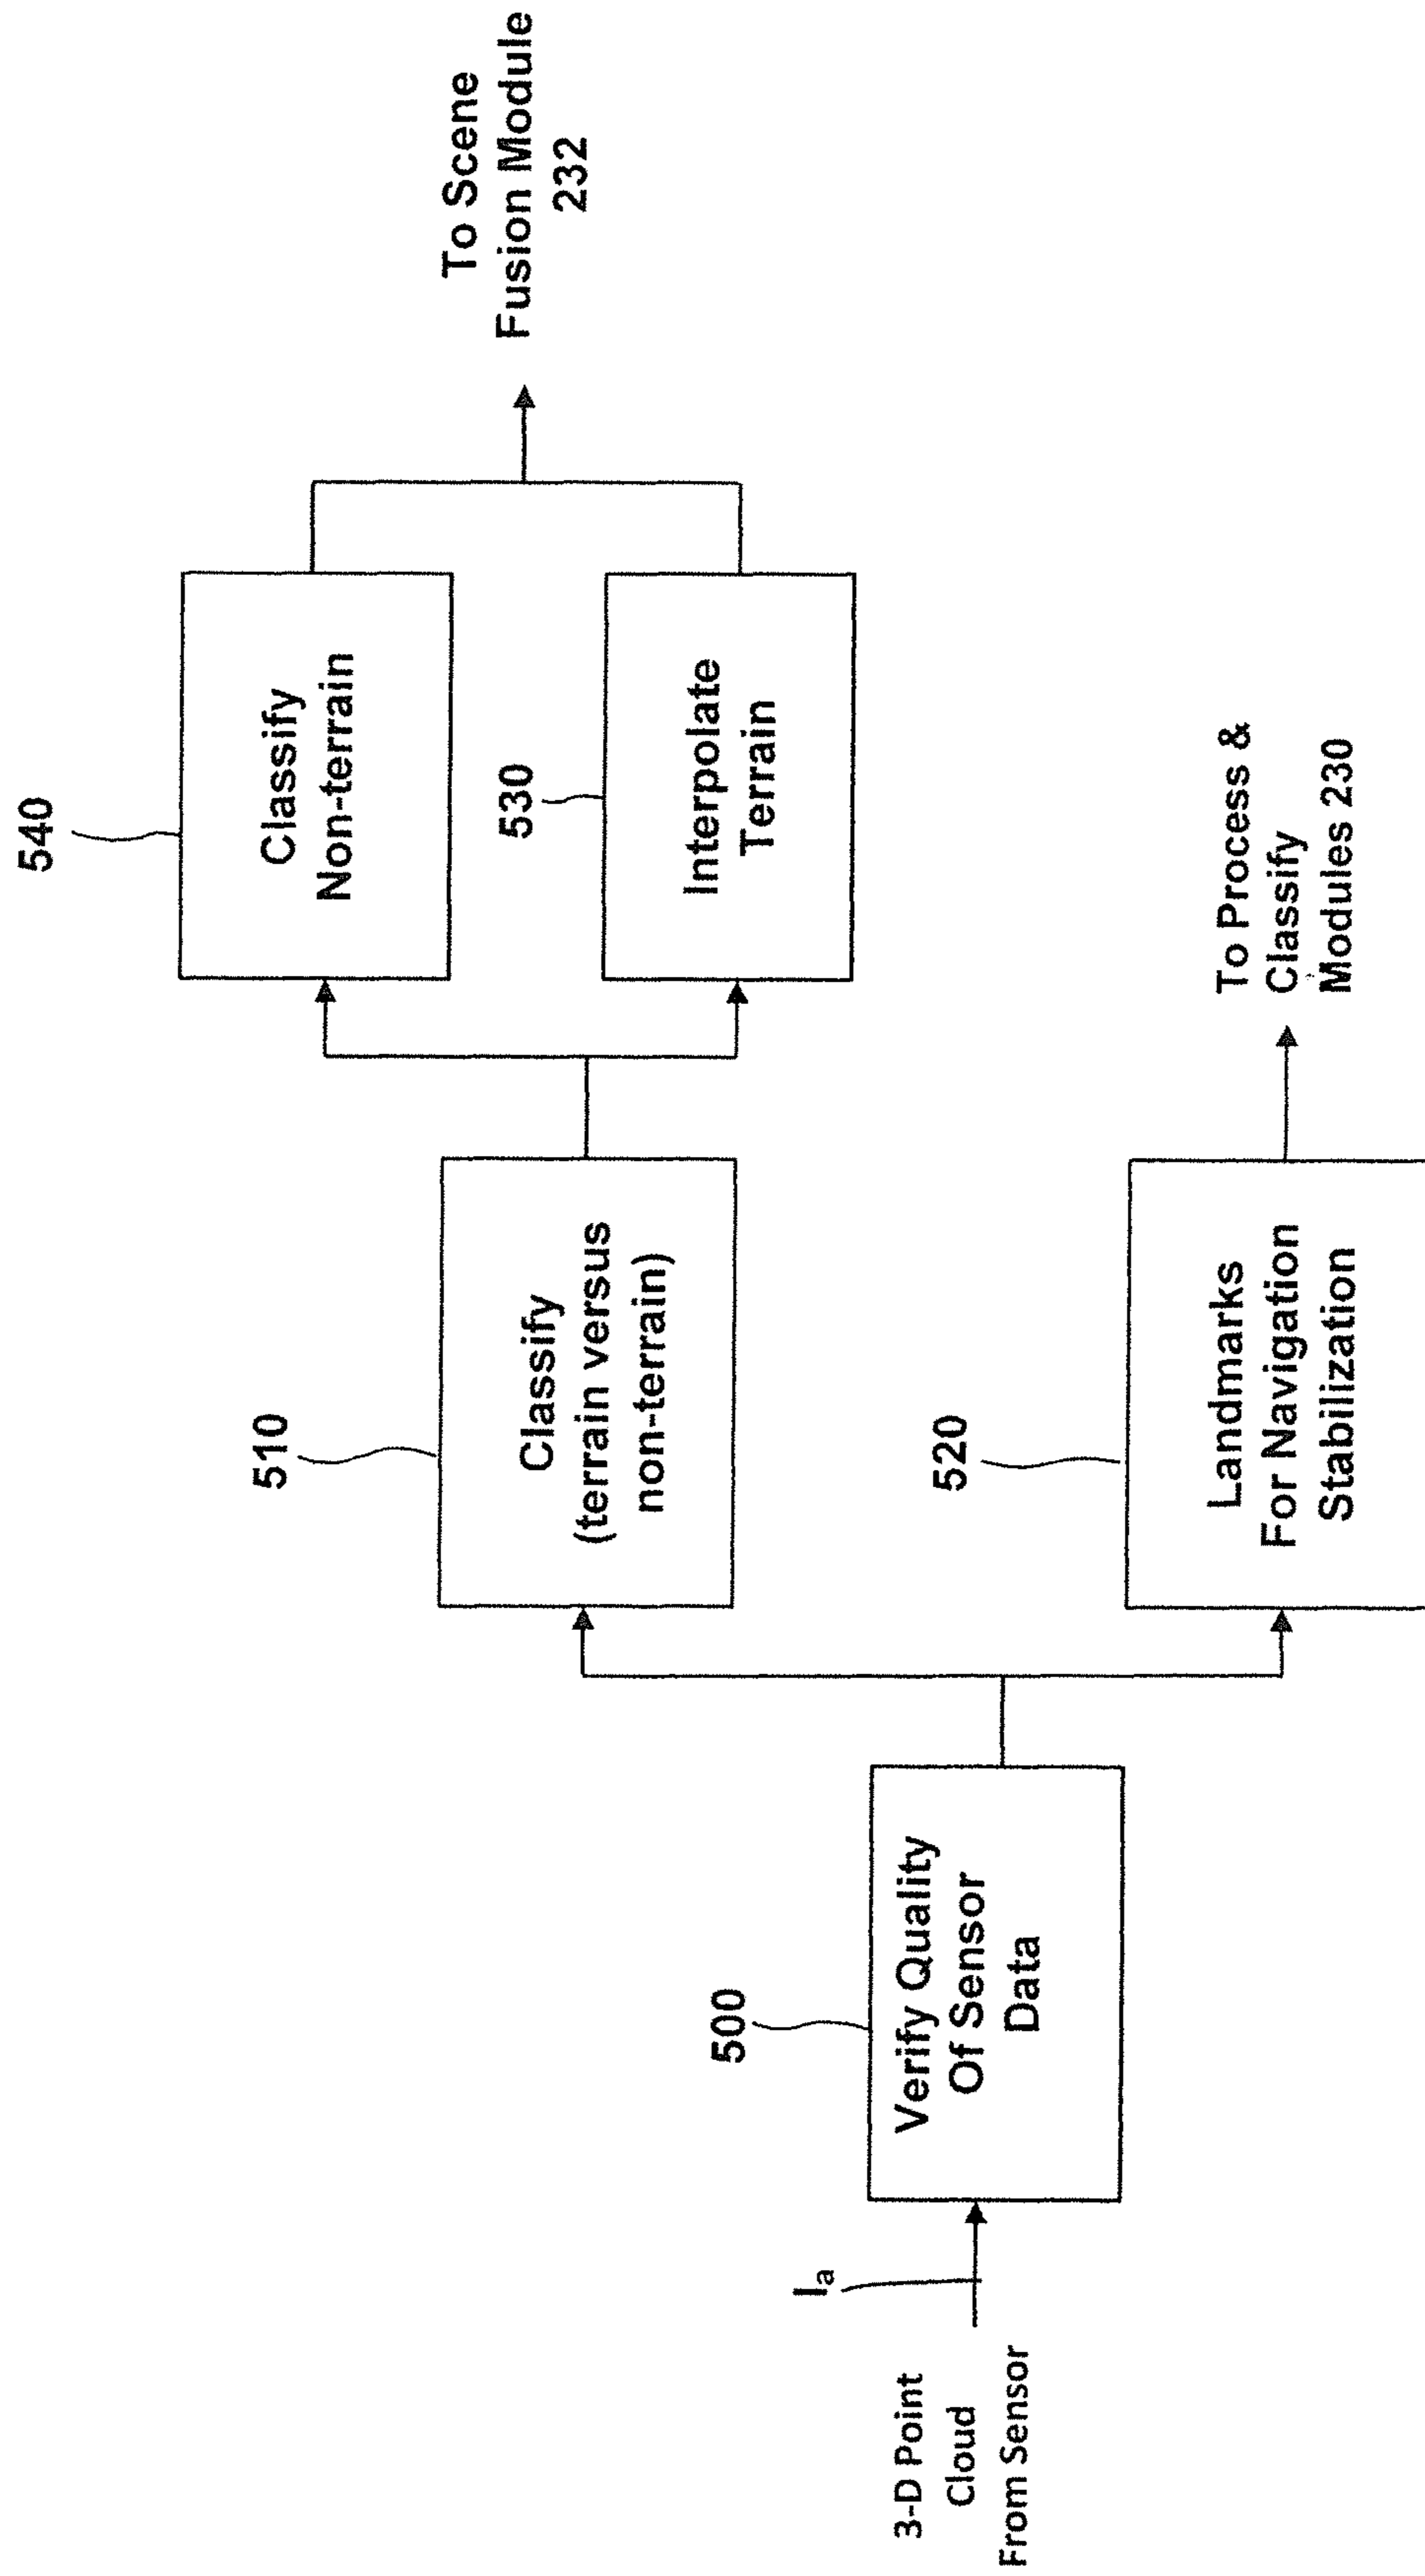 3-D Point
Cloud
From Sensor
Ia
500
Verify Quality
Of Sensor
Data
510
Classify
(terrain versus
non-terrain)
520
Landmarks
For Navigation
Stabilization
540
Classify
Non-terrain
530
Interpolate
Terrain
To Scene
Fusion Module
232
To Process &
Classify
Modules 230